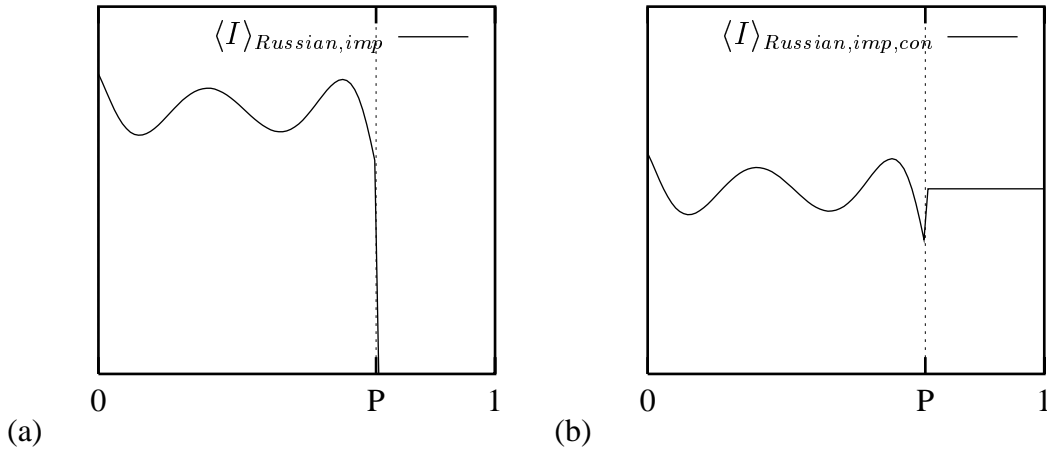 ⟨I⟩Russian,imp
0 P 1
(a)
⟨I⟩Russian,imp,con
0 P 1
(b)